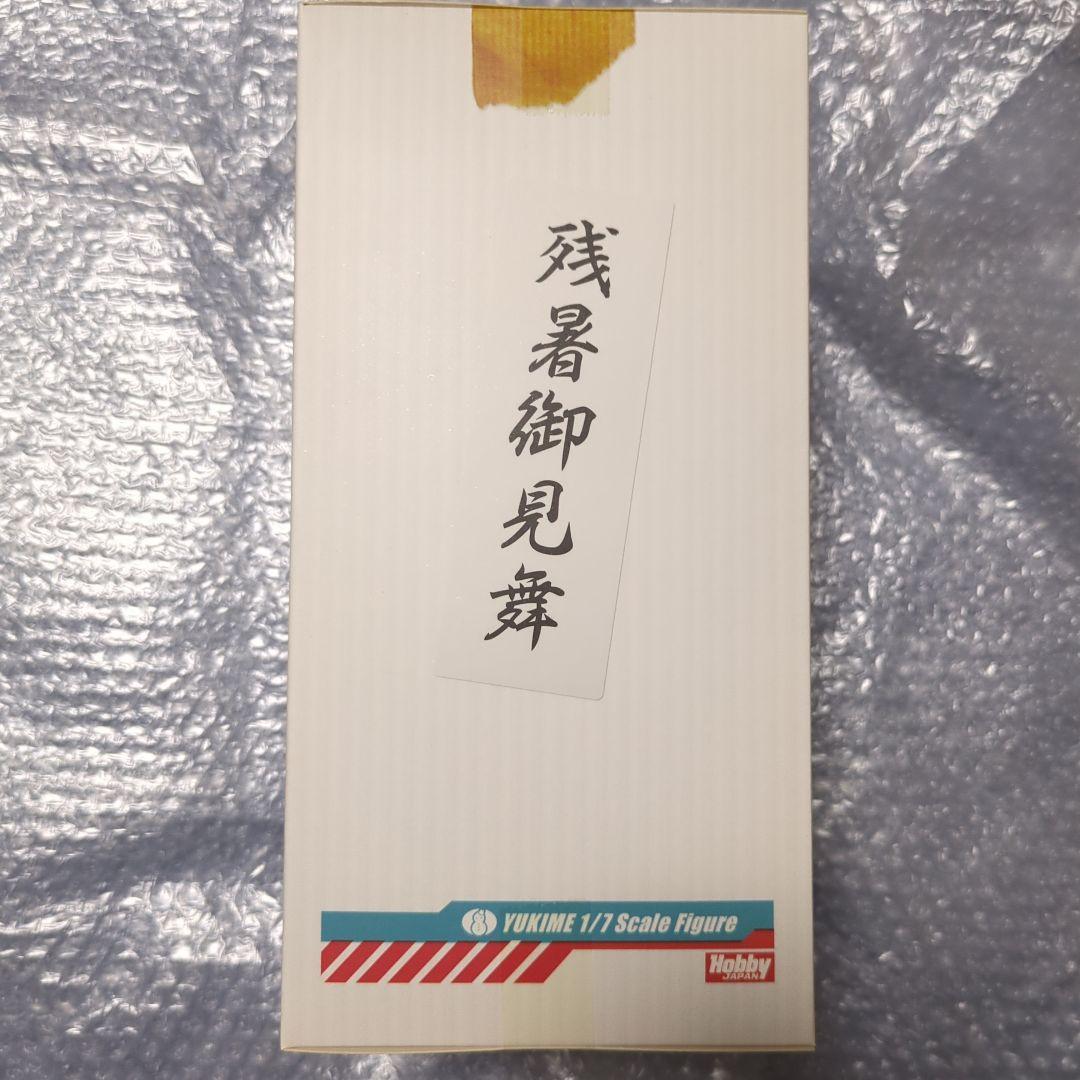 残暑御見舞
YUKIME 1/7 Scale Figure
Hobby
JAPAN